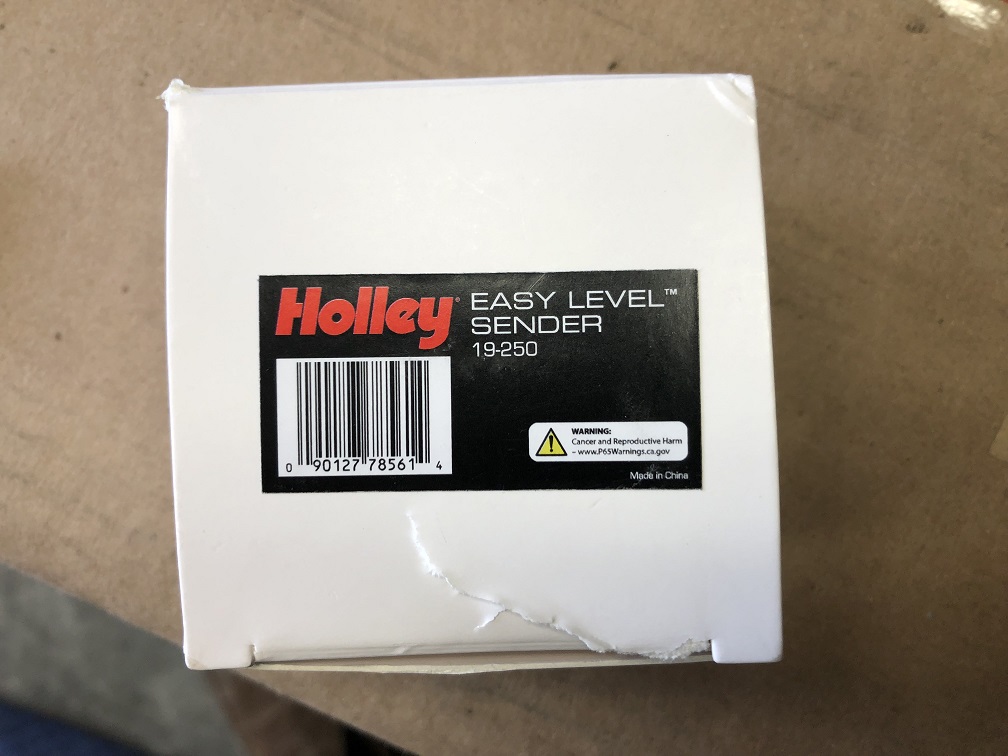 Holley®
EASY LEVEL™
SENDER
19-250
0 90127 78561 4
WARNING:
Cancer and Reproductive Harm
– www.P65Warnings.ca.gov
Made in China